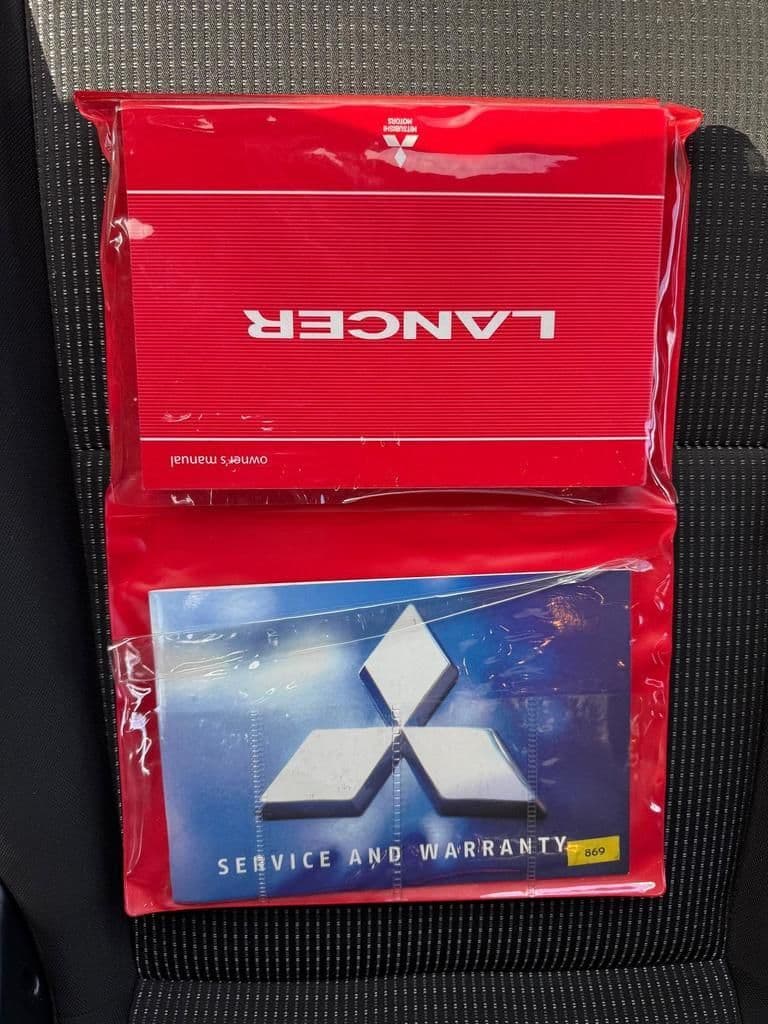 MITSUBISHI
MOTORS
LANCER
owner's manual
SERVICE AND WARRANTY
869